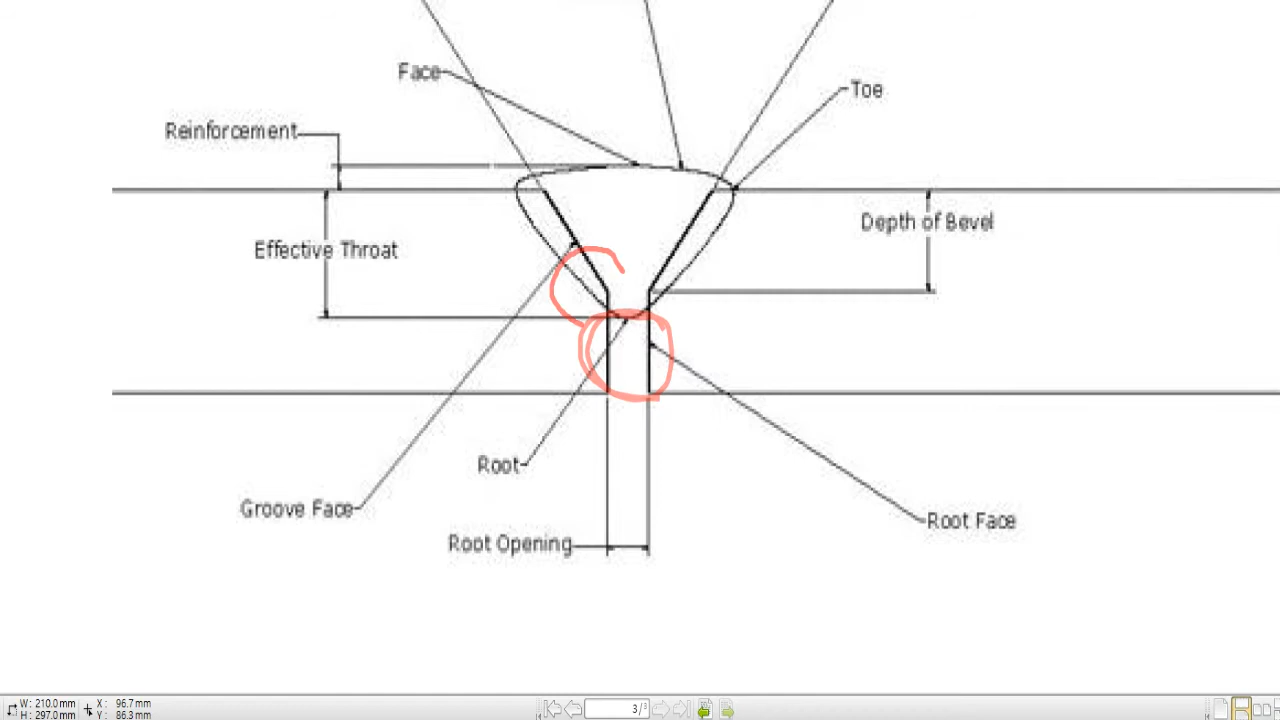 Face
Toe
Reinforcement
Depth of Bevel
Effective Throat
Root
Groove Face
Root Face
Root Opening
W: 210.0mm X: 96.7mm
H: 297.0mm Y: 86.3mm
3/3